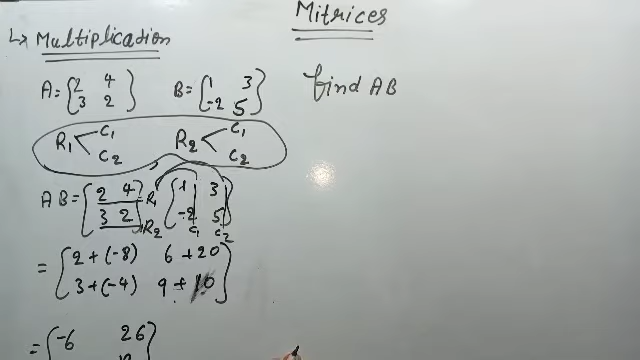 Mitrices
↳ Multiplication
A = [2 4 B = [1 3 find AB
3 2] -2 5]
R1 < C1 R2 < C1
C2 C2
AB = [2 4 R1 [1 3
3 2] R2 -2 5]
C1 C2
= [2 + (-8) 6 + 20
3 + (-4) 9 + 10]
= [-6 26